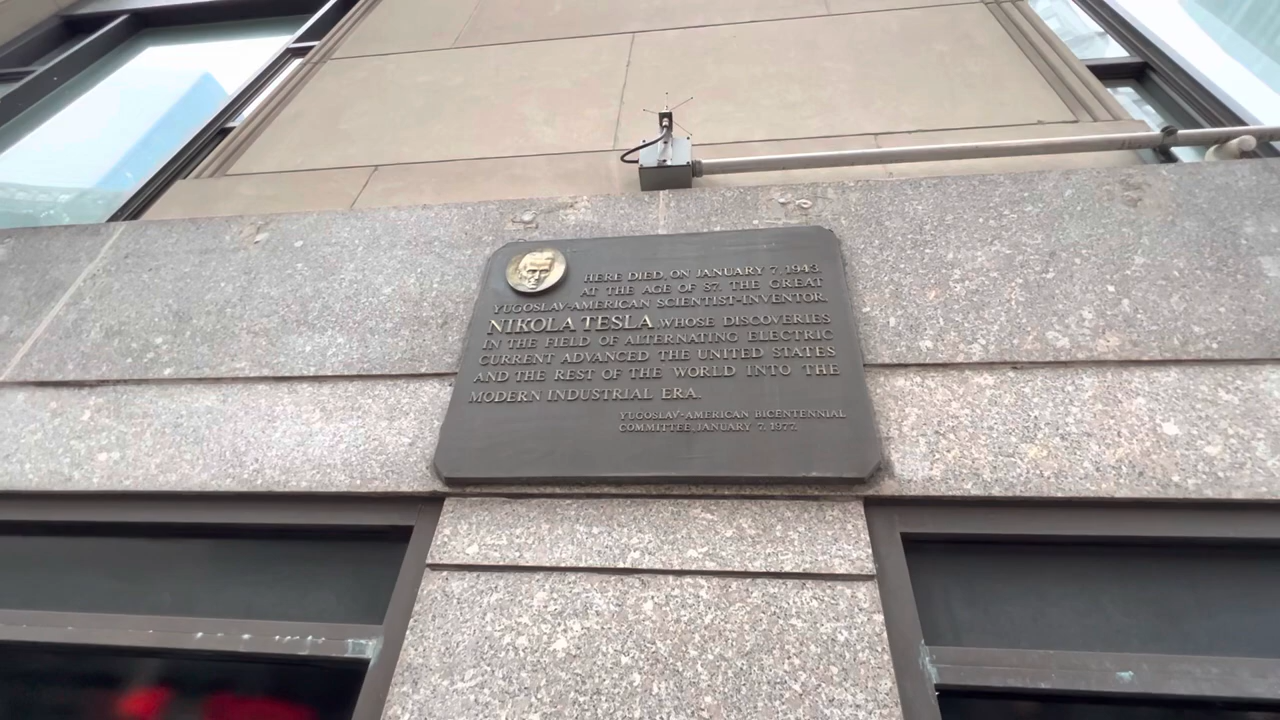 HERE DIED, ON JANUARY 7, 1943,
AT THE AGE OF 87, THE GREAT
YUGOSLAV-AMERICAN SCIENTIST-INVENTOR,
NIKOLA TESLA, WHOSE DISCOVERIES
IN THE FIELD OF ALTERNATING ELECTRIC
CURRENT ADVANCED THE UNITED STATES
AND THE REST OF THE WORLD INTO THE
MODERN INDUSTRIAL ERA.
YUGOSLAV-AMERICAN BICENTENNIAL
COMMITTEE, JANUARY 7, 1977.